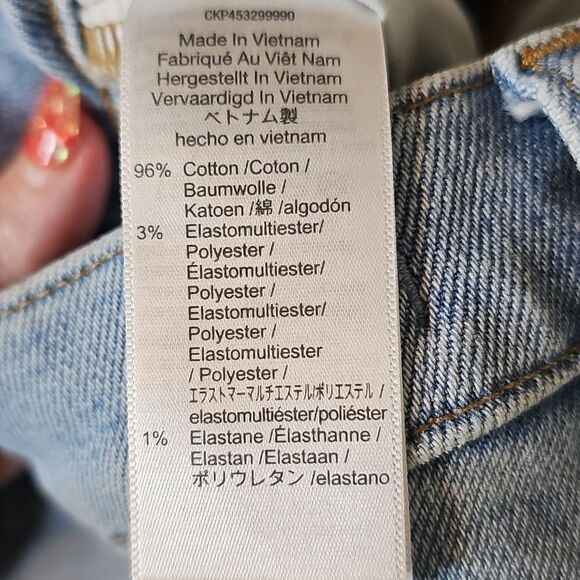 CKP453299990
Made In Vietnam
Fabriqué Au Viêt Nam
Hergestellt In Vietnam
Vervaardigd In Vietnam
ベトナム製
hecho en vietnam
96% Cotton /Coton /
Baumwolle /
Katoen /綿 /algodón
3% Elastomultiester/
Polyester /
Élastomultiester/
Polyester /
Elastomultiester/
Polyester /
Elastomultiester
/ Polyester /
エラストマーマルチエステル/ポリエステル /
elastomultiéster/poliéster
1% Elastane /Élasthanne /
Elastan /Elastaan /
ポリウレタン /elastano